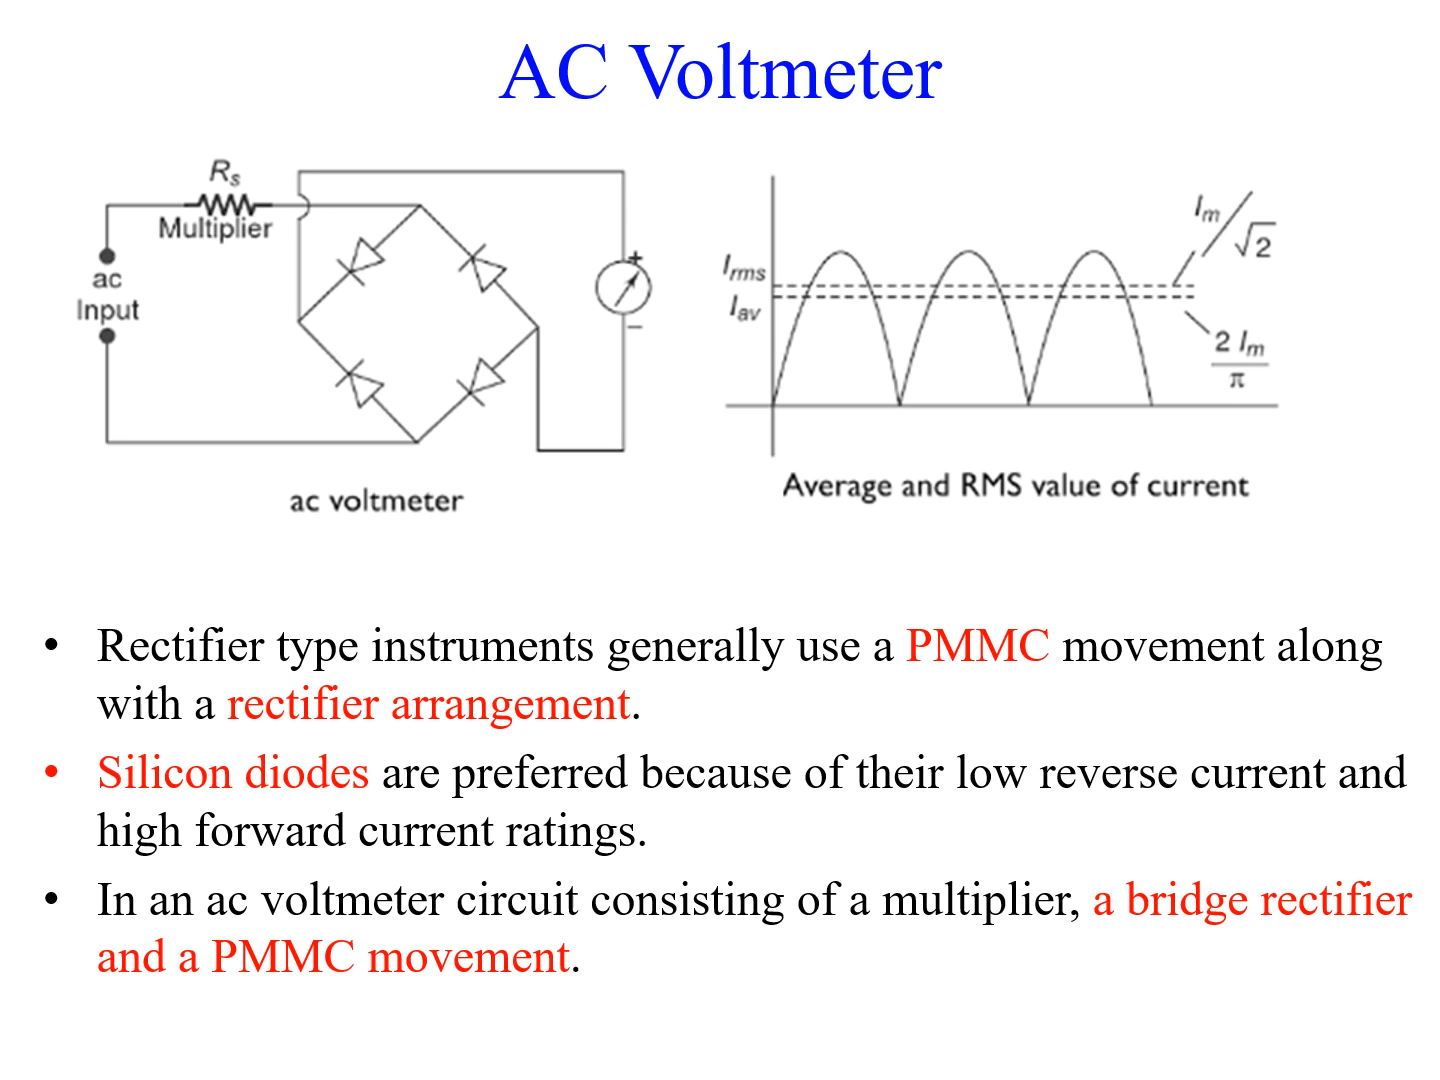 AC Voltmeter
Rs
Multiplier
ac
Input
+
−
ac voltmeter
Irms
Iav
Im/√2
2 Im
π
Average and RMS value of current
• Rectifier type instruments generally use a PMMC movement along
with a rectifier arrangement.
• Silicon diodes are preferred because of their low reverse current and
high forward current ratings.
• In an ac voltmeter circuit consisting of a multiplier, a bridge rectifier
and a PMMC movement.